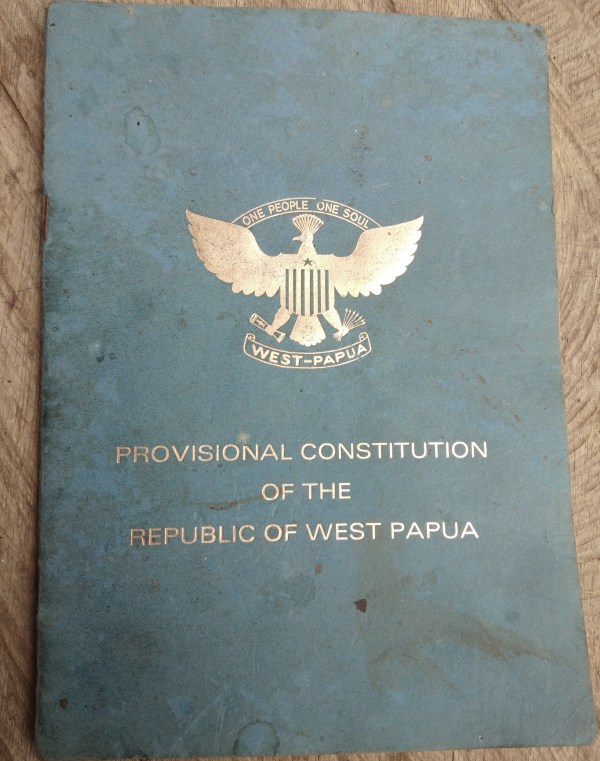 ONE PEOPLE ONE SOUL
WEST-PAPUA
PROVISIONAL CONSTITUTION
OF THE
REPUBLIC OF WEST PAPUA